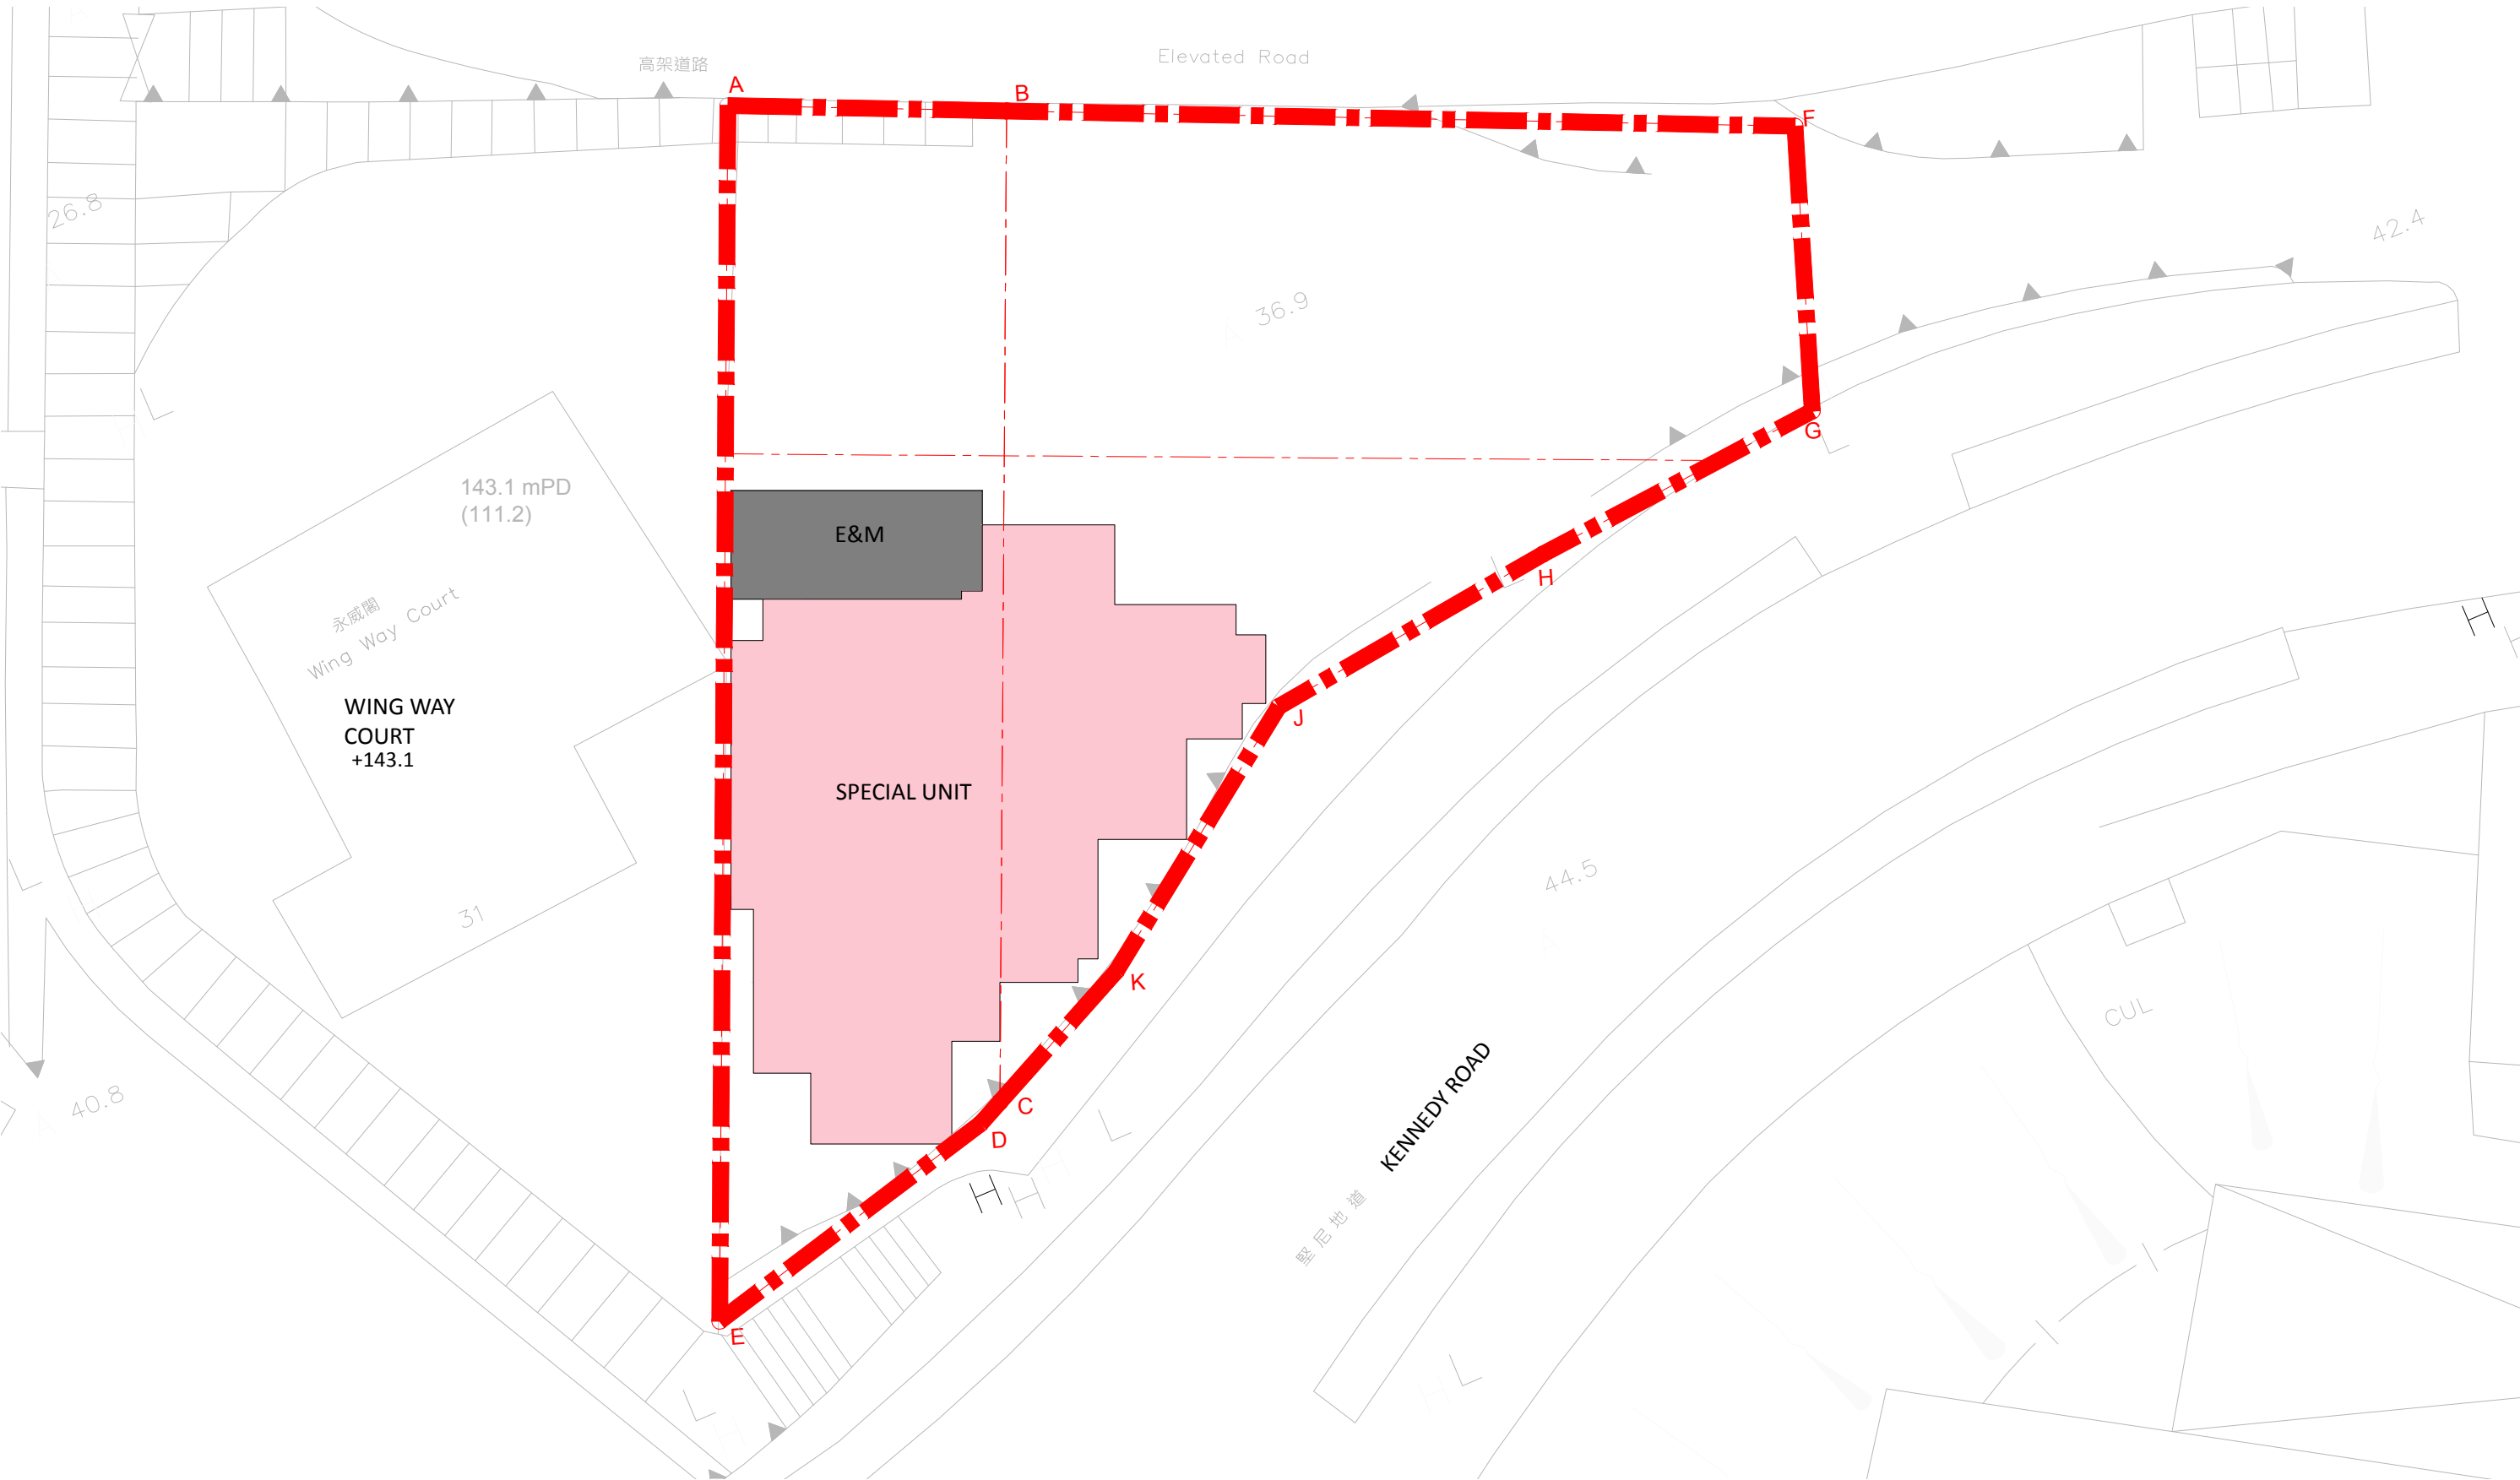 高架道路
Elevated Road
A
B
F
26.8
42.4
36.9
G
143.1 mPD
(111.2)
E&M
H
永威閣
Wing Way Court
WING WAY
COURT
+143.1
J
SPECIAL UNIT
44.5
31
K
CUL
40.8
C
D
KENNEDY ROAD
堅尼地道
E